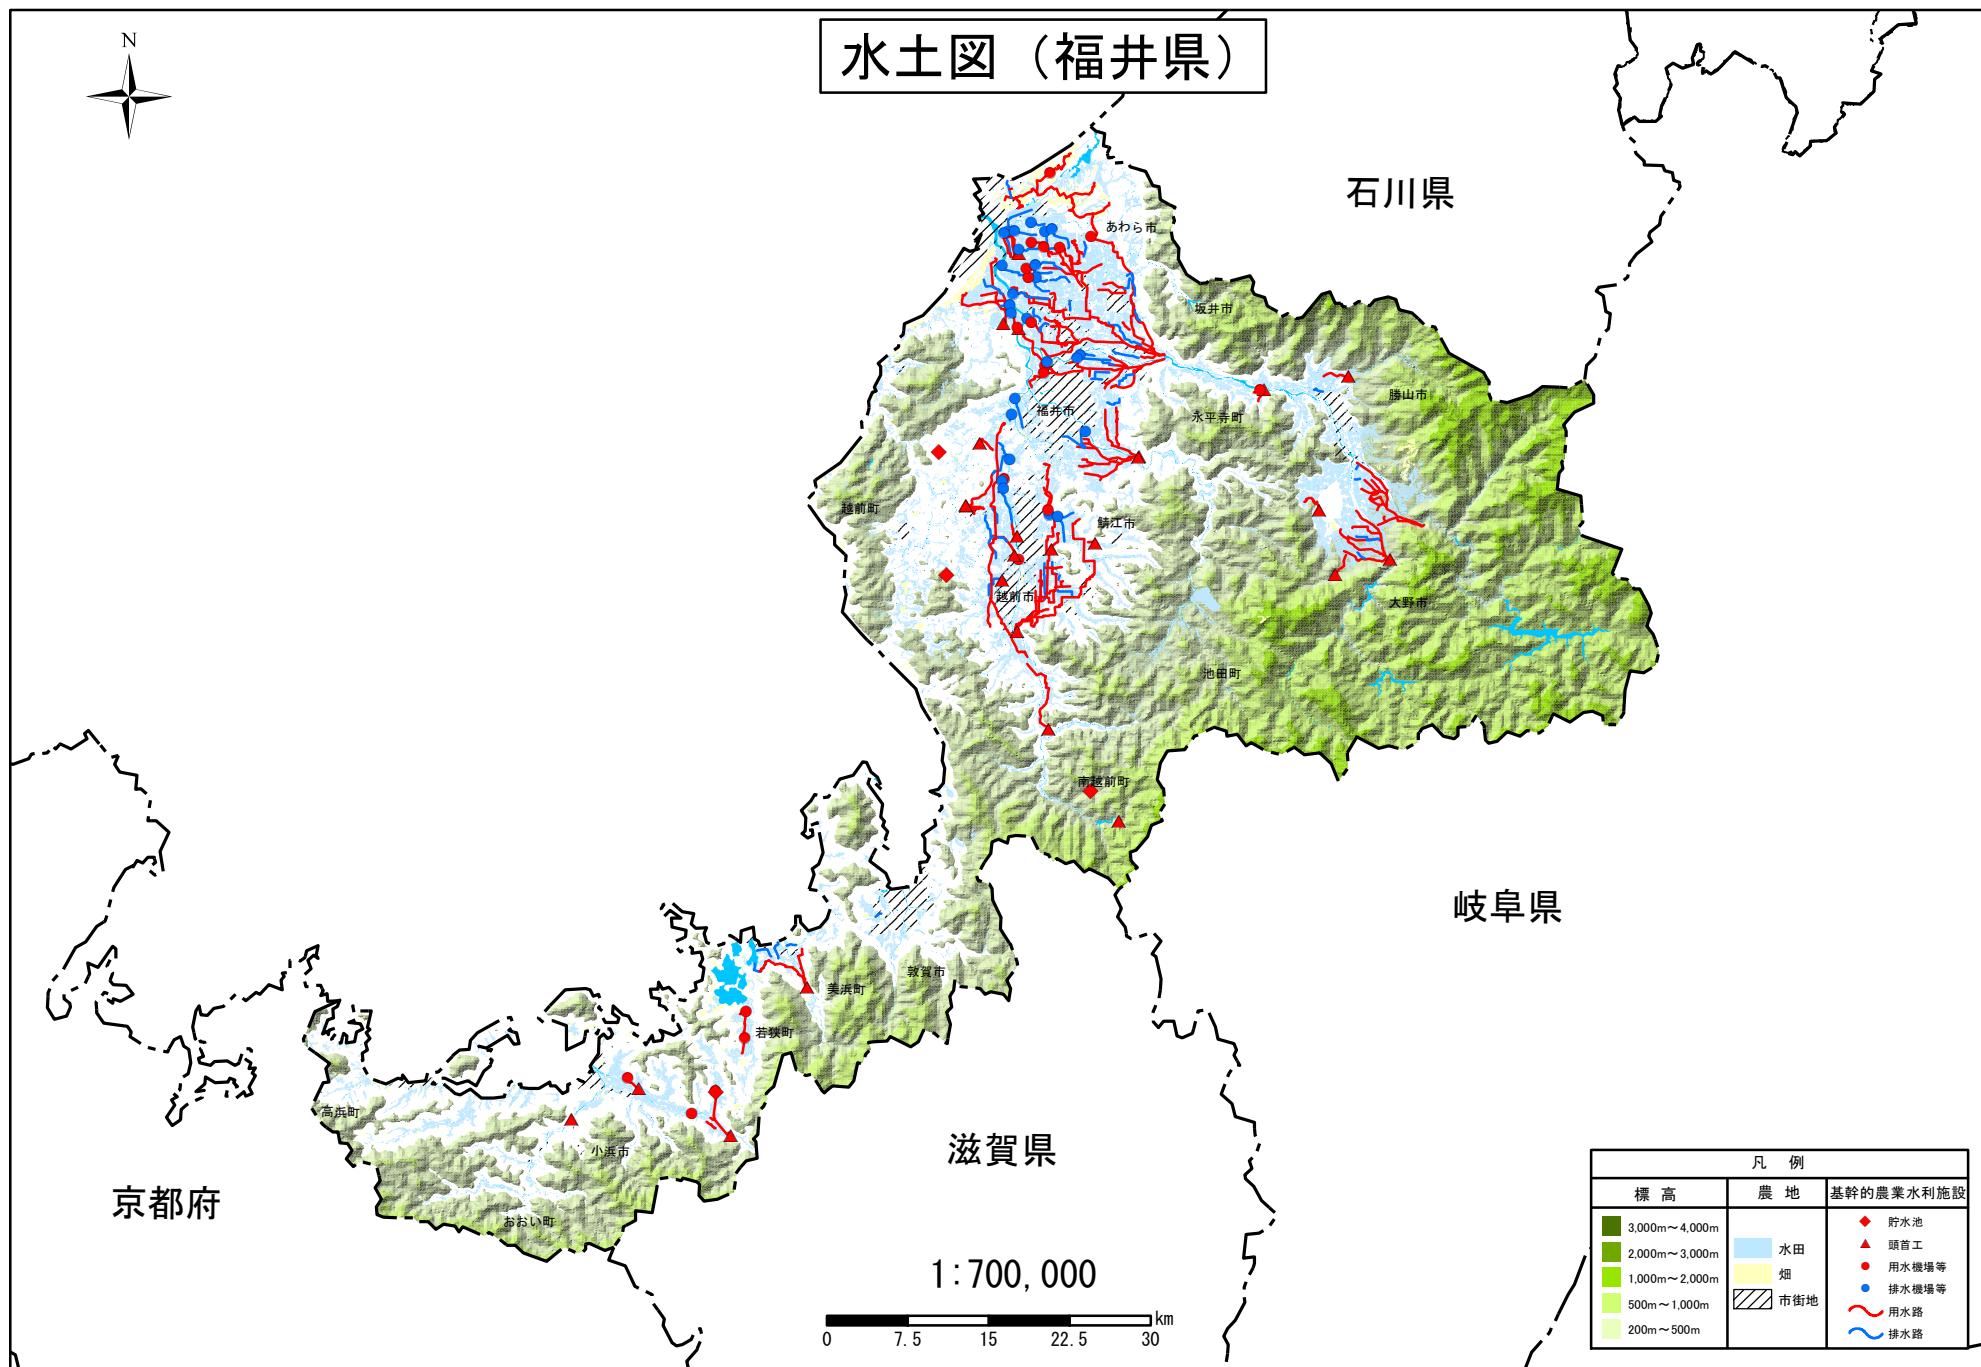 水土図（福井県）
N
石川県
あわら市
坂井市
勝山市
永平寺町
福井市
越前町
鯖江市
越前市
大野市
池田町
南越前町
岐阜県
敦賀市
美浜町
若狭町
高浜町
小浜市
おおい町
滋賀県
京都府
1:700,000
km
0 7.5 15 22.5 30
凡 例
標 高 農 地 基幹的農業水利施設
3,000m～4,000m
2,000m～3,000m
1,000m～2,000m
500m～1,000m
200m～500m
水田
畑
市街地
貯水池
頭首工
用水機場等
排水機場等
用水路
排水路